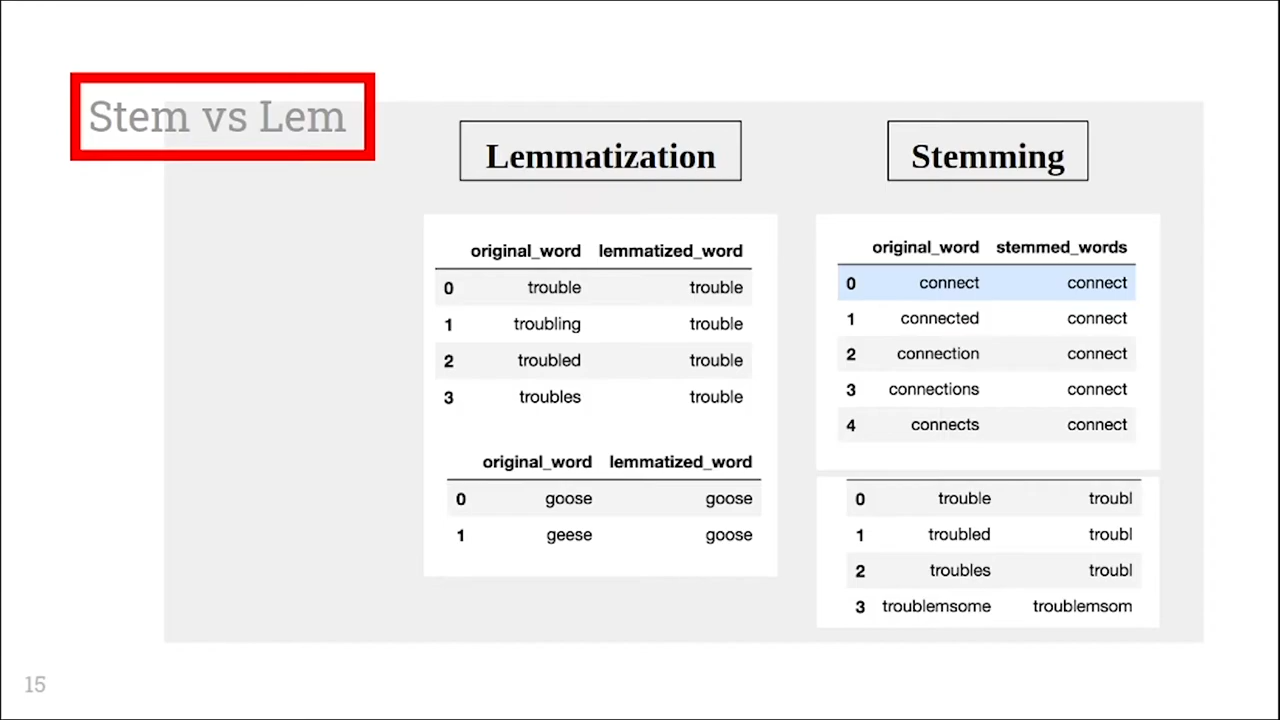 Stem vs Lem
Lemmatization
original_word lemmatized_word
0 trouble trouble
1 troubling trouble
2 troubled trouble
3 troubles trouble
original_word lemmatized_word
0 goose goose
1 geese goose
Stemming
original_word stemmed_words
0 connect connect
1 connected connect
2 connection connect
3 connections connect
4 connects connect
0 trouble troubl
1 troubled troubl
2 troubles troubl
3 troublemsome troublemsom
15